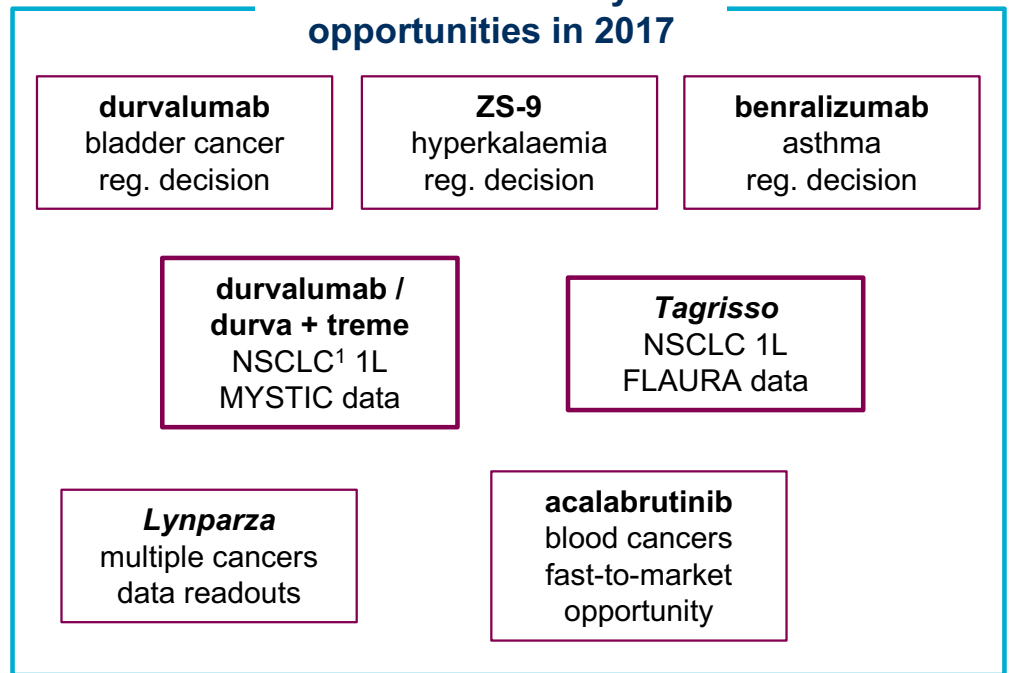 opportunities in 2017
durvalumab
bladder cancer
reg. decision
ZS-9
hyperkalaemia
reg. decision
benralizumab
asthma
reg. decision
durvalumab /
durva + treme
NSCLC¹ 1L
MYSTIC data
Tagrisso
NSCLC 1L
FLAURA data
Lynparza
multiple cancers
data readouts
acalabrutinib
blood cancers
fast-to-market
opportunity